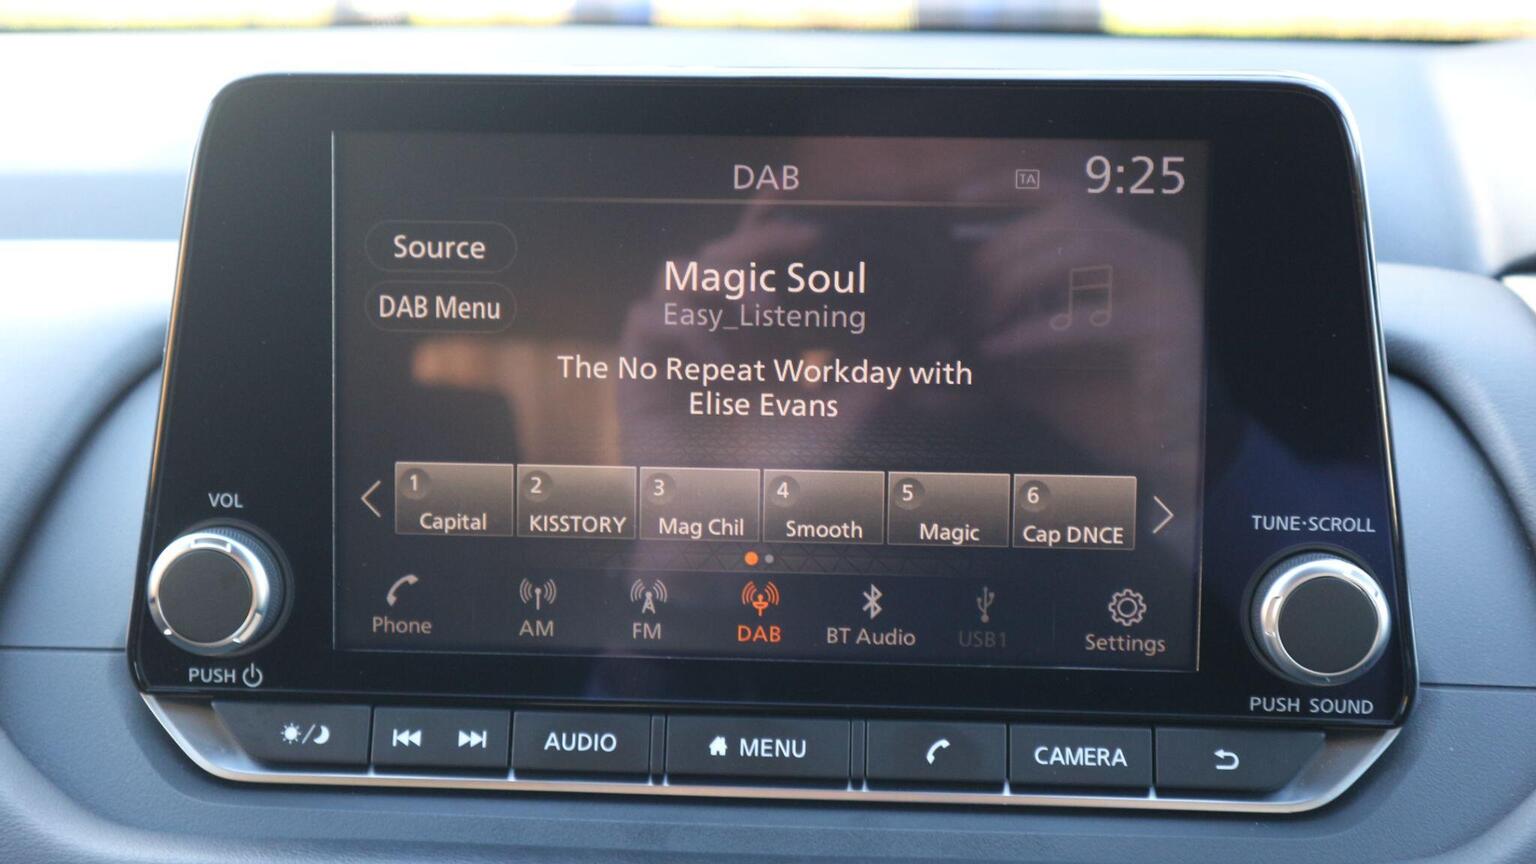 DAB
TA
9:25
Source
DAB Menu
Magic Soul
Easy_Listening
The No Repeat Workday with
Elise Evans
1
Capital
2
KISSTORY
3
Mag Chil
4
Smooth
5
Magic
6
Cap DNCE
Phone
AM
FM
DAB
BT Audio
USB1
Settings
VOL
PUSH
TUNE·SCROLL
PUSH SOUND
AUDIO
MENU
CAMERA